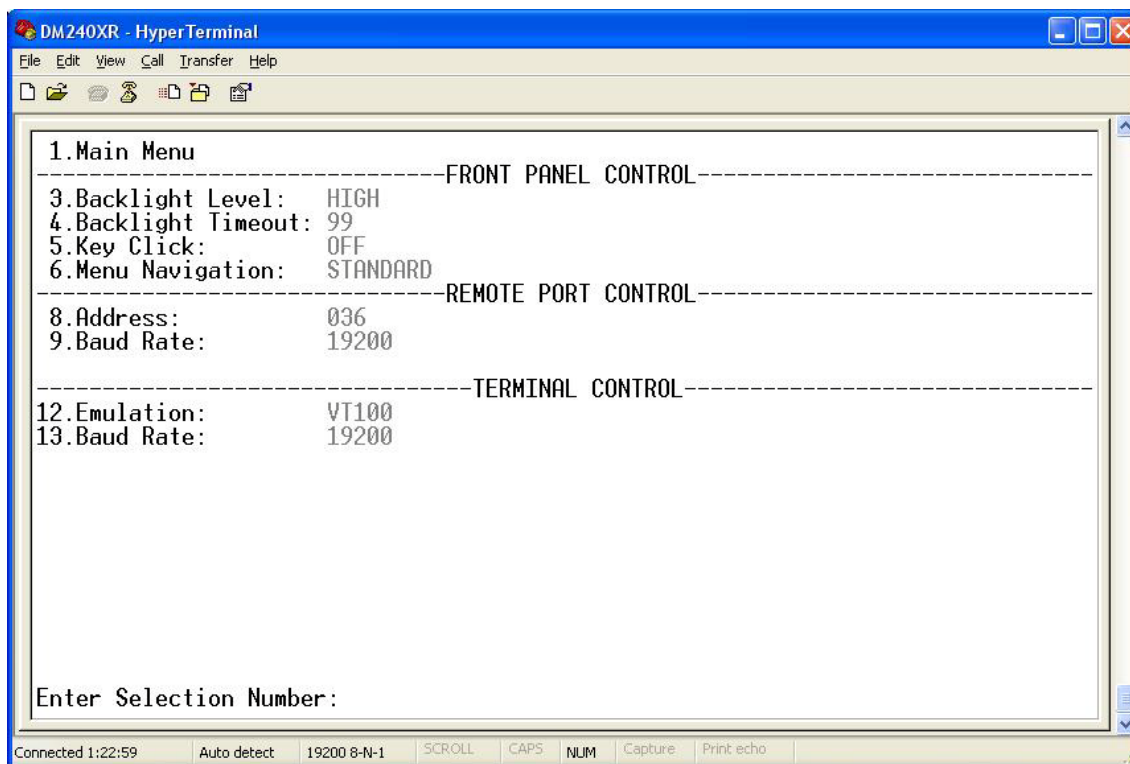 DM240XR - HyperTerminal
File Edit View Call Transfer Help
1.Main Menu
-------------------------------FRONT PANEL CONTROL------------------------------
3.Backlight Level: HIGH
4.Backlight Timeout: 99
5.Key Click: OFF
6.Menu Navigation: STANDARD
-------------------------------REMOTE PORT CONTROL------------------------------
8.Address: 036
9.Baud Rate: 19200
---------------------------------TERMINAL CONTROL-------------------------------
12.Emulation: VT100
13.Baud Rate: 19200
Enter Selection Number:
Connected 1:22:59 Auto detect 19200 8-N-1 SCROLL CAPS NUM Capture Print echo